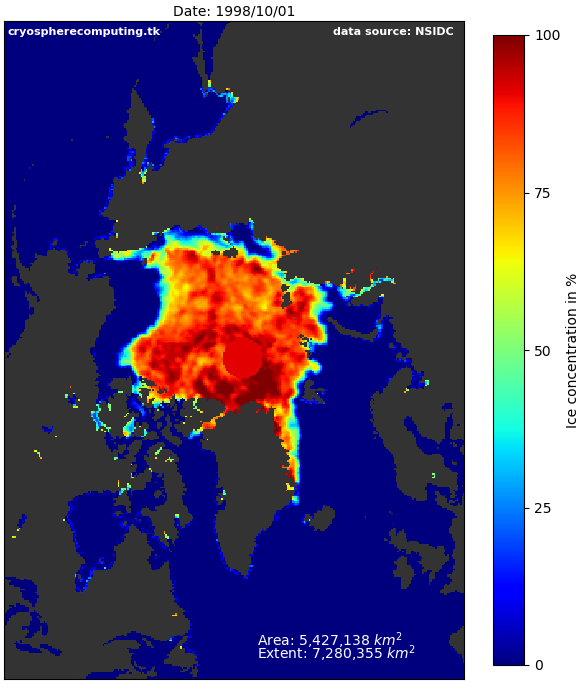 Date: 1998/10/01
cryospherecomputing.tk
data source: NSIDC
100
75
50
25
0
Ice concentration in %
Area: 5,427,138 km²
Extent: 7,280,355 km²